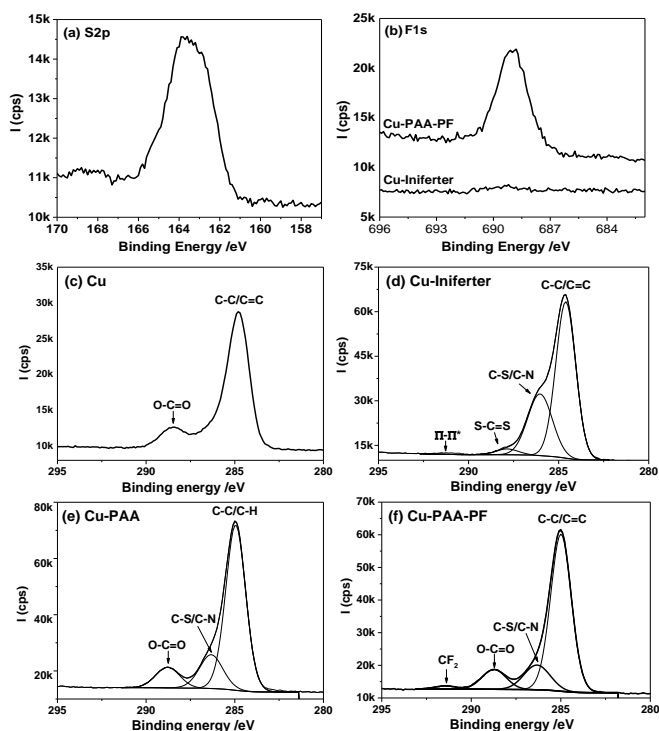 (a) S2p
I (cps)
15k
14k
13k
12k
11k
10k
170 168 166 164 162 160 158
Binding Energy /eV
(b) F1s
I (cps)
25k
20k
15k
10k
5k
Cu-PAA-PF
Cu-Iniferter
696 693 690 687 684
Binding Energy /eV
(c) Cu
I (cps)
35k
30k
25k
20k
15k
10k
C-C/C=C
O-C=O
295 290 285 280
Binding energy /eV
(d) Cu-Iniferter
I (cps)
75k
60k
45k
30k
15k
C-C/C=C
C-S/C-N
S-C=S
Π-Π*
295 290 285 280
Binding energy /eV
(e) Cu-PAA
I (cps)
80k
60k
40k
20k
C-C/C-H
C-S/C-N
O-C=O
295 290 285 280
Binding energy /eV
(f) Cu-PAA-PF
I (cps)
70k
60k
50k
40k
30k
20k
10k
C-C/C=C
C-S/C-N
O-C=O
CF₂
295 290 285 280
Binding energy /eV